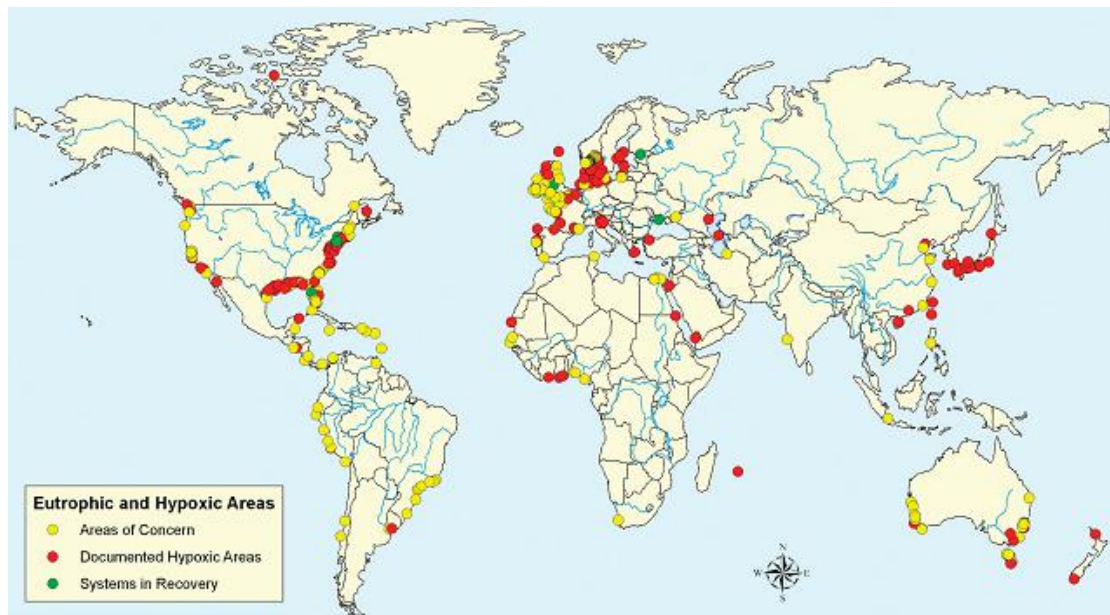 Eutrophic and Hypoxic Areas
Areas of Concern
Documented Hypoxic Areas
Systems in Recovery
N
W E
S